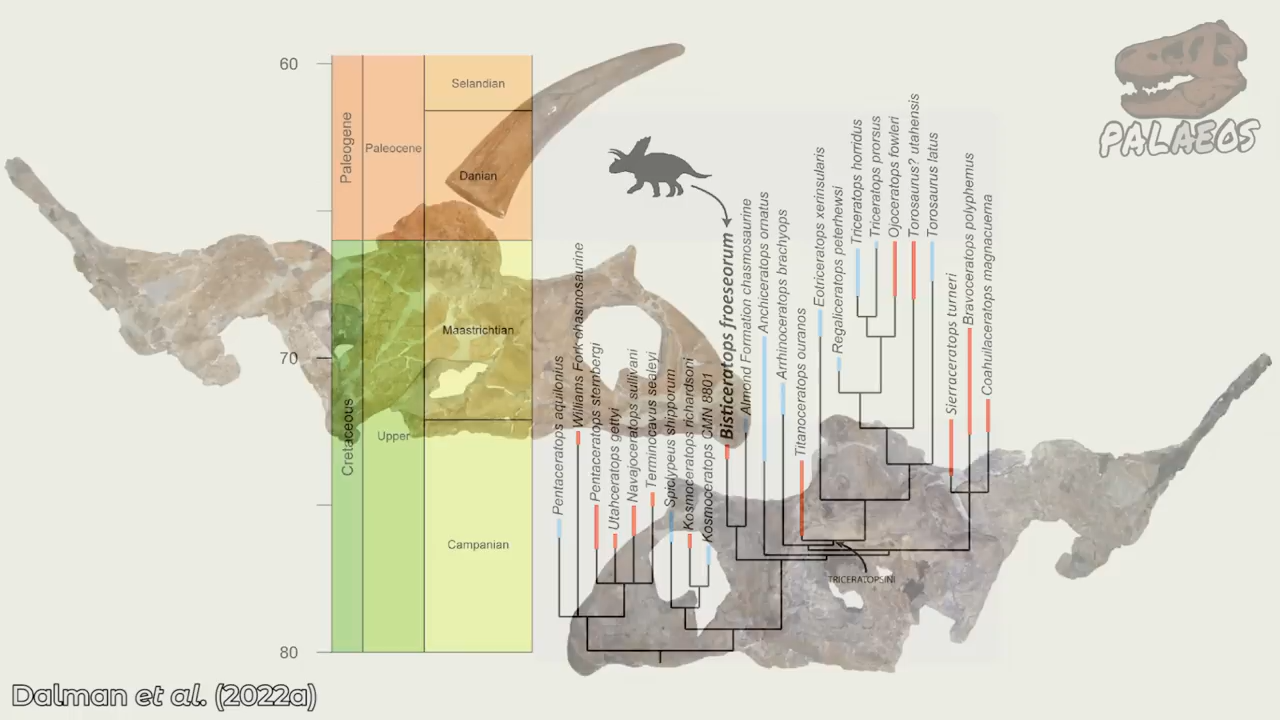 60
70
80
Paleogene
Cretaceous
Paleocene
Upper
Selandian
Danian
Maastrichtian
Campanian
Pentaceratops aquilonius
Williams Fork chasmosaurine
Pentaceratops sternbergi
Utahceratops gettyi
Navajoceratops sullivani
Terminocavus sealeyi
Spiclypeus shipporum
Kosmoceratops richardsoni
Kosmoceratops CMN 8801
Bisticeratops froeseorum
Almond Formation chasmosaurine
Anchiceratops ornatus
Arrhinoceratops brachyops
Titanoceratops ouranos
Eotriceratops xerinsularis
Regaliceratops peterhewsi
Triceratops horridus
Triceratops prorsus
Ojoceratops fowleri
Torosaurus? utahensis
Torosaurus latus
Sierraceratops turneri
Bravoceratops polyphemus
Coahuilaceratops magnacuerna
TRICERATOPSINI
PALAEOS
Dalman et al. (2022a)